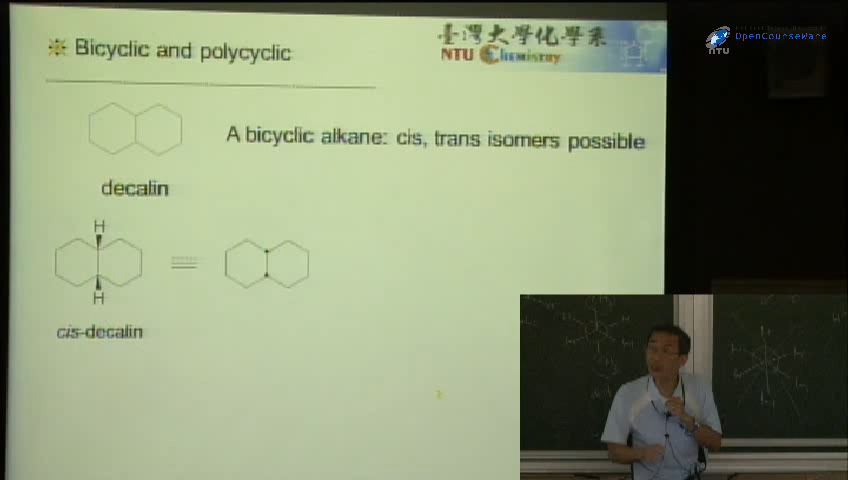 Bicyclic and polycyclic
臺灣大學化學系
NTU Chemistry
OpenCourseWare
NTU
A bicyclic alkane: cis, trans isomers possible
decalin
H
H
cis-decalin